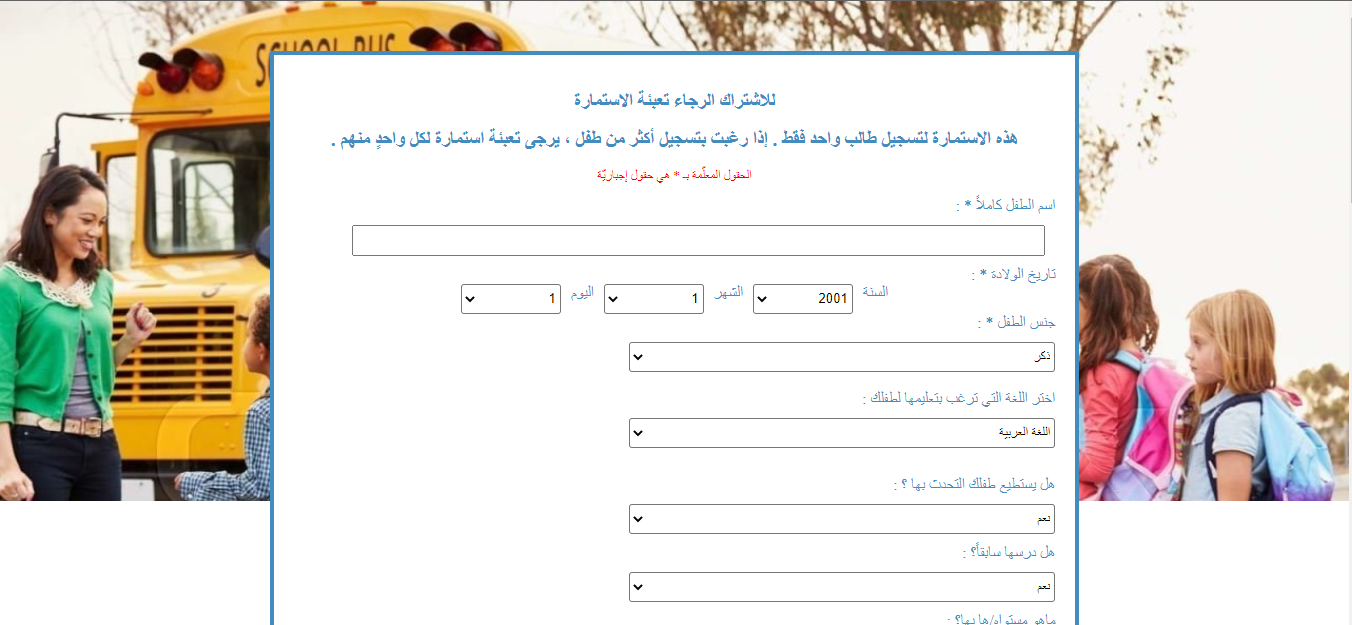 SCHOOL BUS
للاشتراك الرجاء تعبئة الاستمارة
هذه الاستمارة لتسجيل طالب واحد فقط . إذا رغبت بتسجيل أكثر من طفل ، يرجى تعبئة استمارة لكل واحدٍ منهم .
الحقول المعلّمة بـ * هي حقول إجباريّة
اسم الطفل كاملاً * :
تاريخ الولادة * :
السنة 2001 الشهر 1 اليوم 1
جنس الطفل * :
ذكر
اختر اللغة التي ترغب بتعليمها لطفلك :
اللغة العربية
هل يستطيع طفلك التحدث بها ؟ :
نعم
هل درسها سابقاً؟ :
نعم
ماهو مستواه/ها بها؟ :